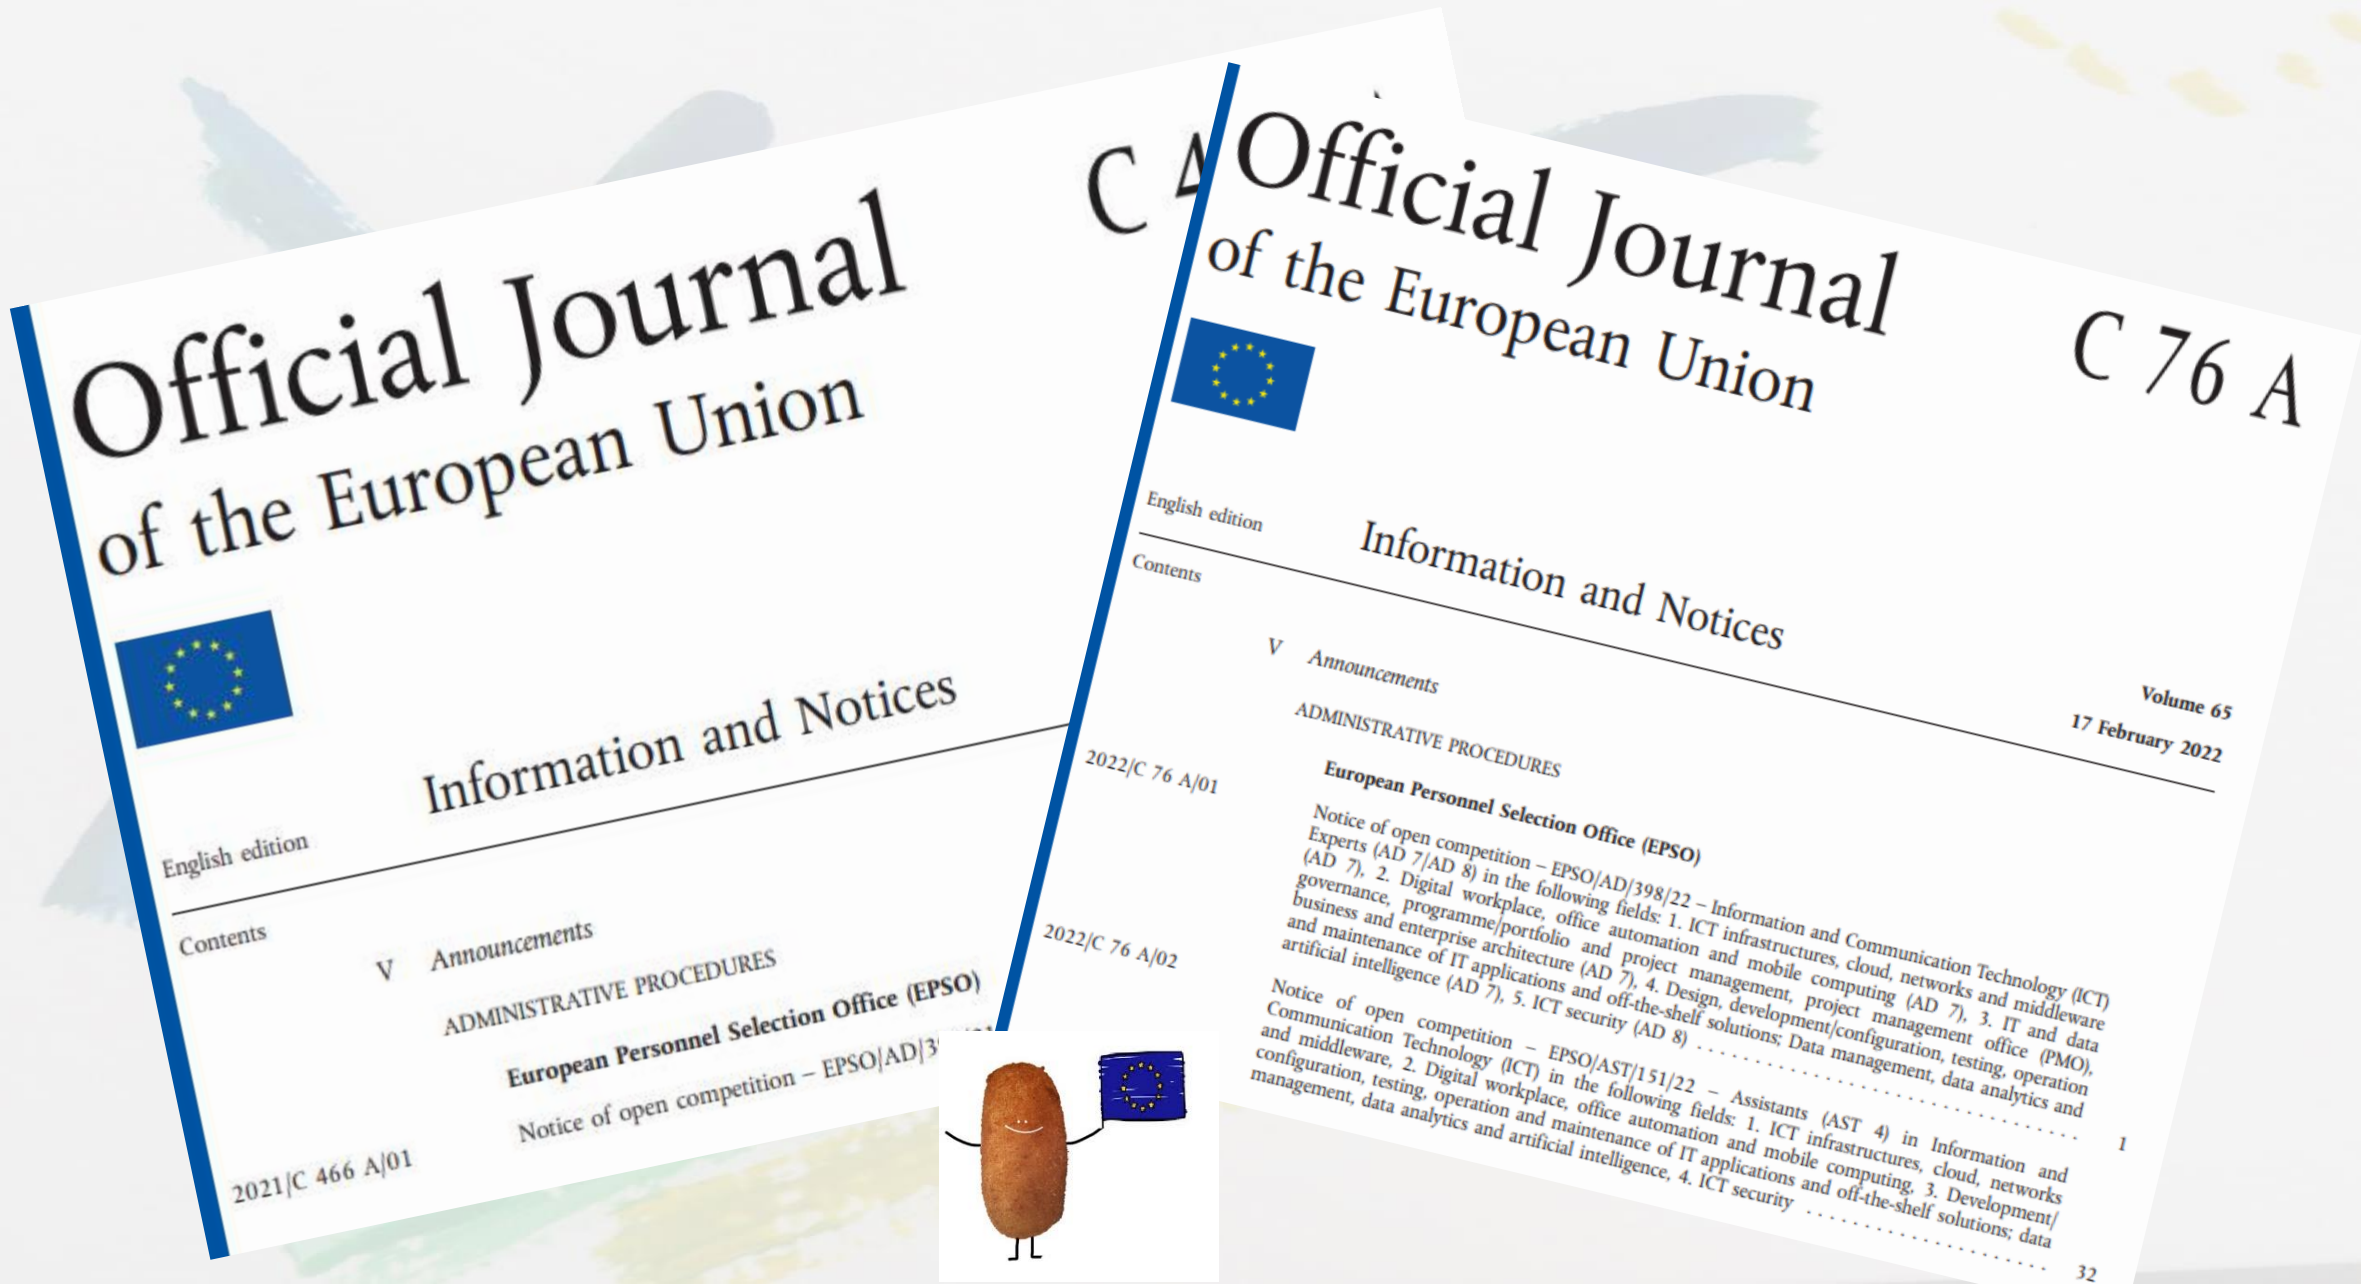 Official Journal
of the European Union
C 4
Information and Notices
English edition
Contents
V Announcements
ADMINISTRATIVE PROCEDURES
European Personnel Selection Office (EPSO)
2021/C 466 A/01
Notice of open competition – EPSO/AD/3
Official Journal
of the European Union
C 76 A
English edition
Information and Notices
Volume 65
17 February 2022
Contents
V Announcements
ADMINISTRATIVE PROCEDURES
European Personnel Selection Office (EPSO)
2022/C 76 A/01
Notice of open competition – EPSO/AD/398/22 – Information and Communication Technology (ICT)
Experts (AD 7/AD 8) in the following fields: 1. ICT infrastructures, cloud, networks and middleware
(AD 7), 2. Digital workplace, office automation and mobile computing (AD 7), 3. IT and data
governance, programme/portfolio and project management, project management office (PMO),
business and enterprise architecture (AD 7), 4. Design, development/configuration, testing, operation
and maintenance of IT applications and off-the-shelf solutions; Data management, data analytics and
artificial intelligence (AD 7), 5. ICT security (AD 8) . . . . . . . . . . . . . . . . . . . . . . . . . . . . . . 1
2022/C 76 A/02
Notice of open competition – EPSO/AST/151/22 – Assistants (AST 4) in Information and
Communication Technology (ICT) in the following fields: 1. ICT infrastructures, cloud, networks
and middleware, 2. Digital workplace, office automation and mobile computing, 3. Development/
configuration, testing, operation and maintenance of IT applications and off-the-shelf solutions; data
management, data analytics and artificial intelligence, 4. ICT security . . . . . . . . . . . . . . . . . . . 32